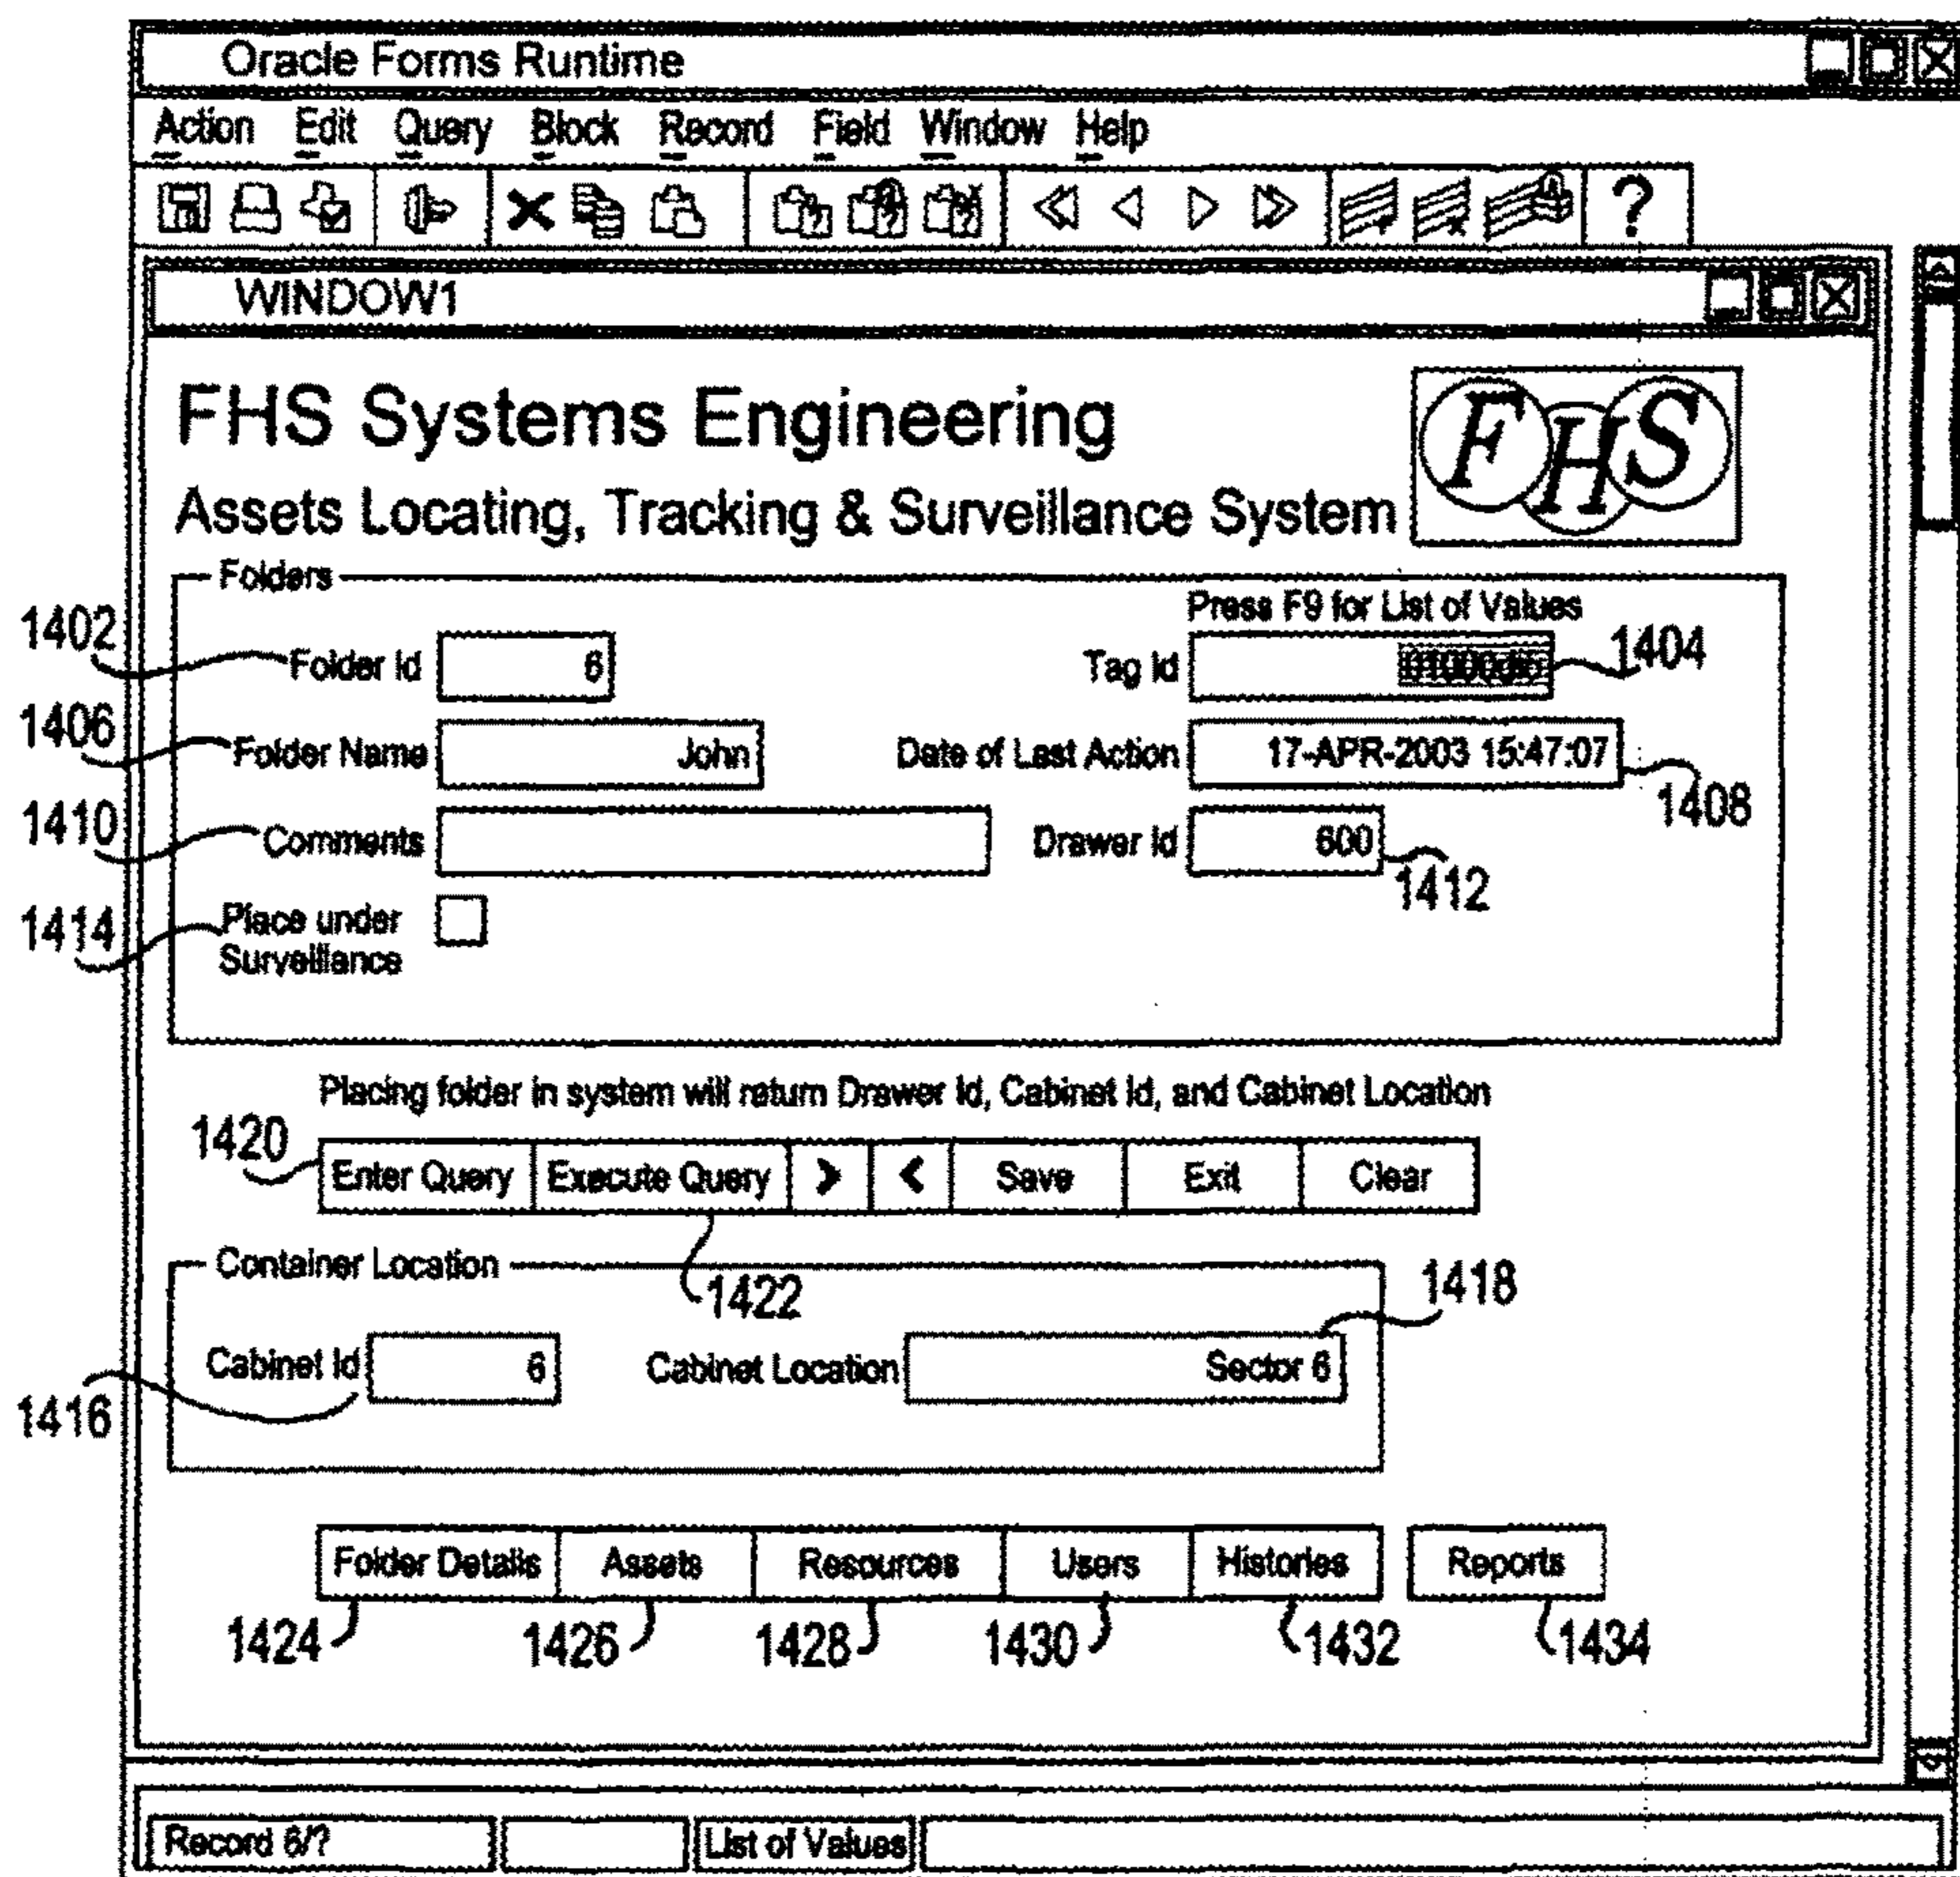 Oracle Forms Runtime
Action Edit Query Block Record Field Window Help
?
WINDOW1
FHS Systems Engineering
FHS
Assets Locating, Tracking & Surveillance System
Folders
Press F9 for List of Values
1402 Folder Id 6 Tag Id 1404
1406 Folder Name John Date of Last Action 17-APR-2003 15:47:07 1408
1410 Comments Drawer Id 600 1412
1414 Place under
Surveillance
Placing folder in system will return Drawer Id, Cabinet Id, and Cabinet Location
1420 Enter Query Execute Query > < Save Exit Clear
Container Location 1422 1418
Cabinet Id 6 Cabinet Location Sector 6
1416
Folder Details Assets Resources Users Histories Reports
1424 1426 1428 1430 1432 1434
Record 6/? List of Values